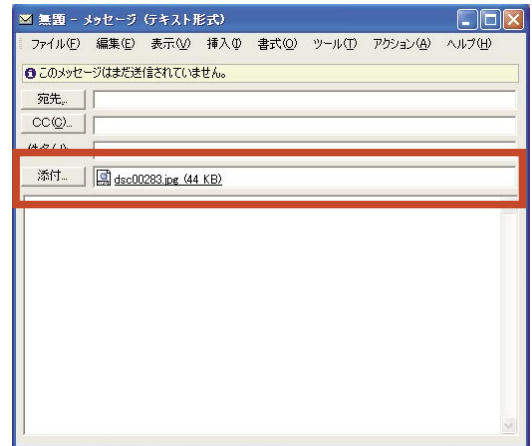 無題 - メッセージ (テキスト形式)
ファイル(F) 編集(E) 表示(V) 挿入(I) 書式(O) ツール(T) アクション(A) ヘルプ(H)
このメッセージはまだ送信されていません。
宛先...
CC(C)...
件名(J):
添付... dsc00283.jpg (44 KB)